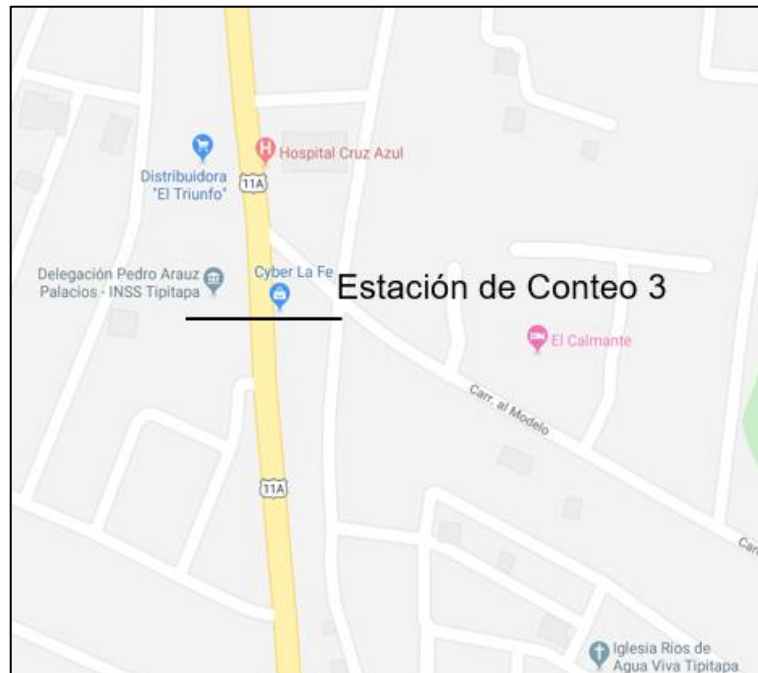 Hospital Cruz Azul
Distribuidora
"El Triunfo"
11A
Delegación Pedro Arauz
Palacios - INSS Tipitapa
Cyber La Fe
Estación de Conteo 3
El Calmante
Carr. al Modelo
11A
Iglesia Rios de
Agua Viva Tipitapa